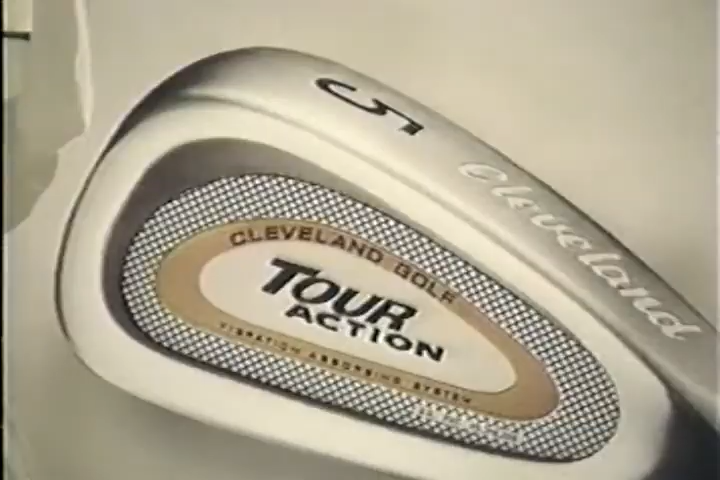 5
Cleveland
CLEVELAND GOLF
TOUR
ACTION
VIBRATION ABSORBING SYSTEM